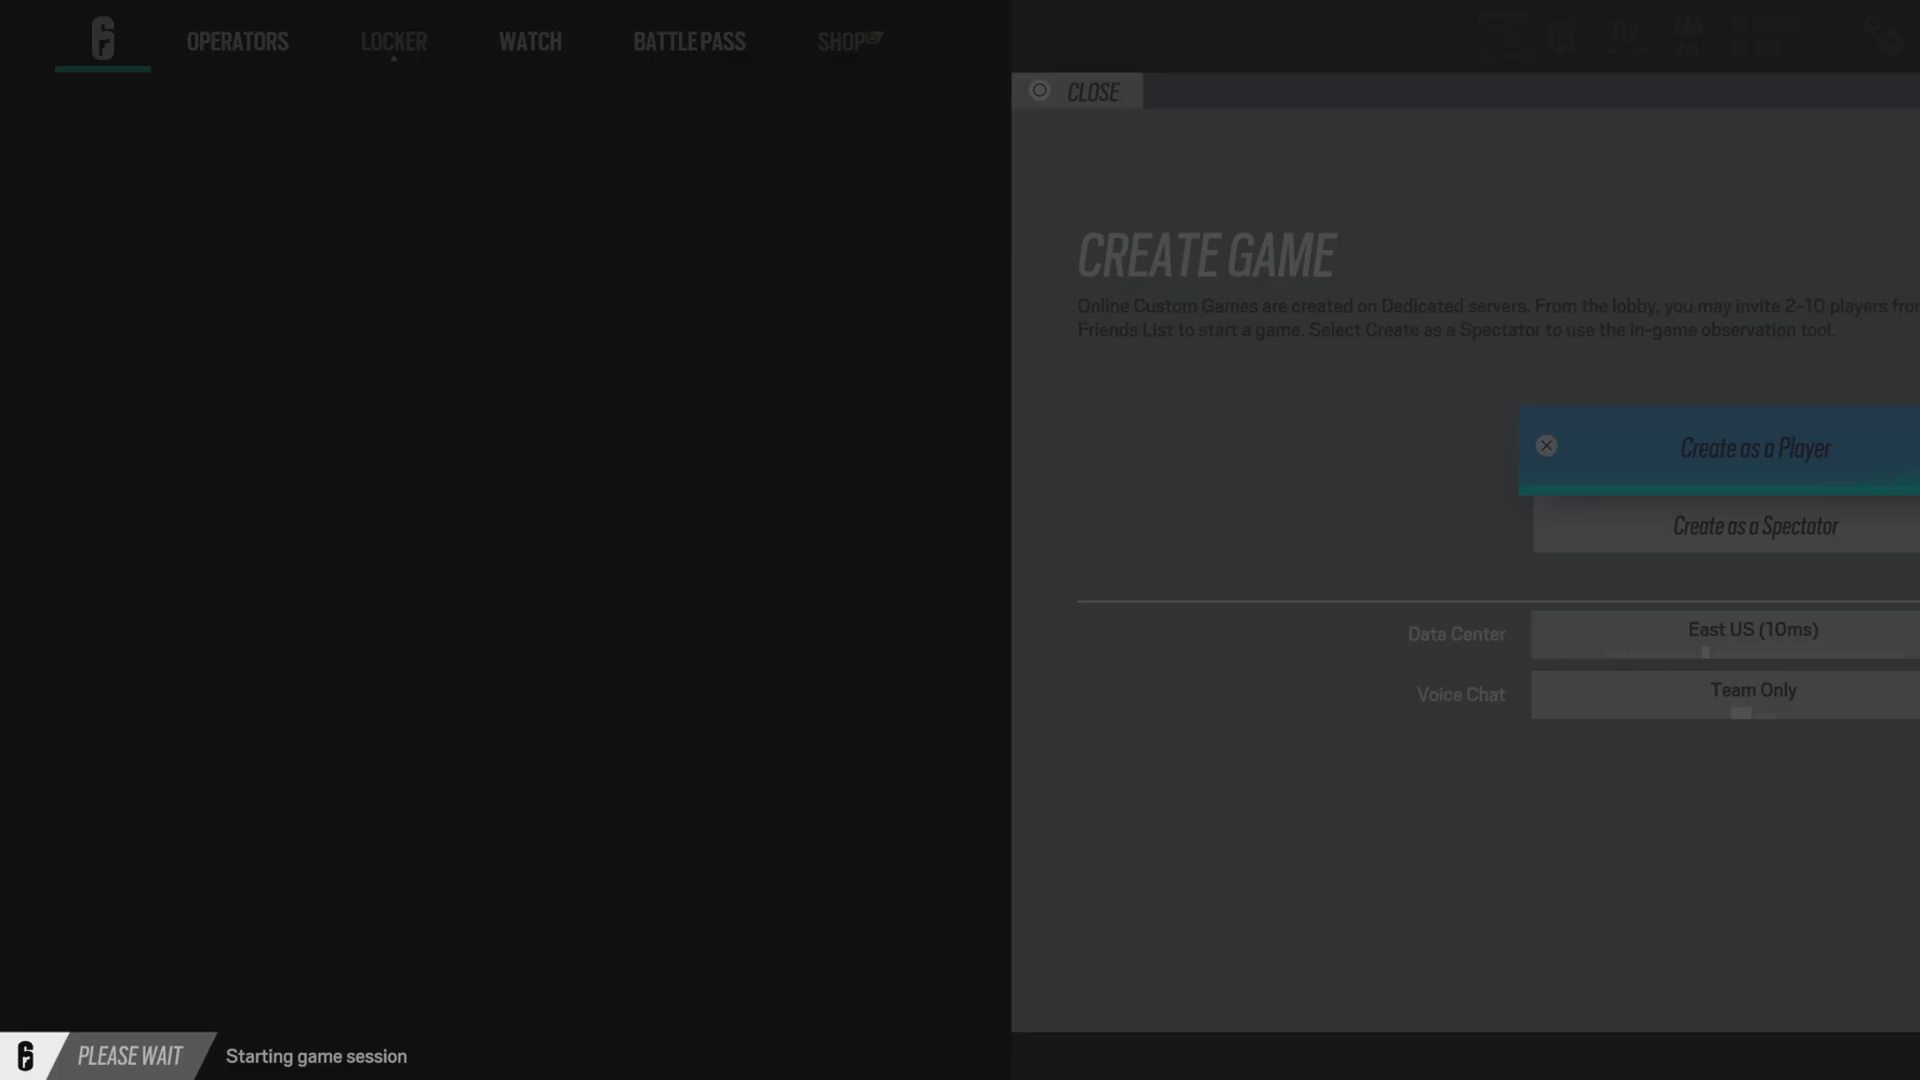 OPERATORS
LOCKER
WATCH
BATTLE PASS
SHOP
CLOSE
CREATE GAME
Online Custom Games are created on Dedicated servers. From the lobby, you may invite 2-10 players from
Friends List to start a game. Select Create as a Spectator to use the in-game observation tool.
Create as a Player
Create as a Spectator
Data Center
East US (10ms)
Voice Chat
Team Only
PLEASE WAIT
Starting game session